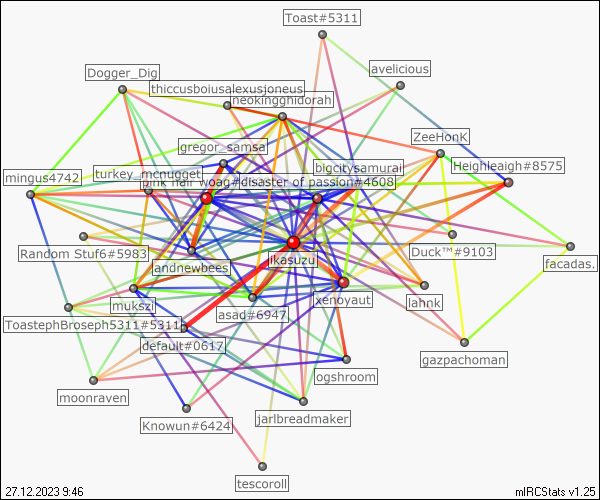 Toast#5311
avelicious
Dogger_Dig
thiccusboiusalexusjoneus
neokingghidorah
ZeeHonK
gregor_samsa
bigcitysamurai
Heighleaigh#8575
mingus4742
turkey_mcnugget
pink hair woag#disaster of passion#4608
Random Stuf6#5983
ikasuzu
Duck™#9103
facadas.
landnewbees
mukszi
asad#6947
xenoyaut
lahnk
ToastephBroseph5311#5311
default#0617
gazpachoman
ogshroom
moonraven
Knowun#6424
jarlbreadmaker
tescoroll
27.12.2023 9:46
mIRCStats v1.25